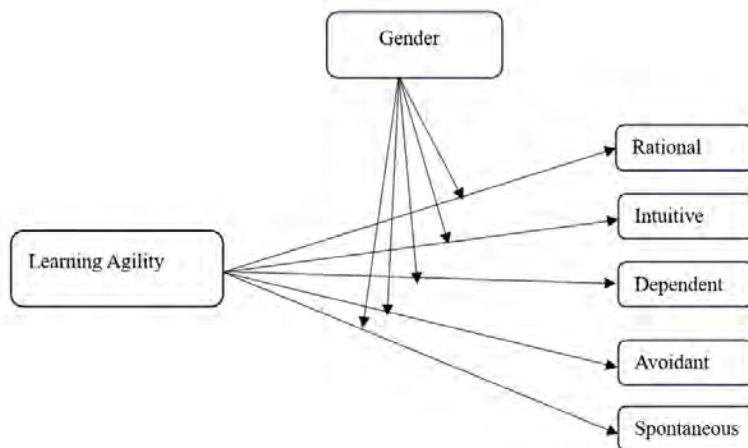 Gender
Rational
Intuitive
Learning Agility
Dependent
Avoidant
Spontaneous